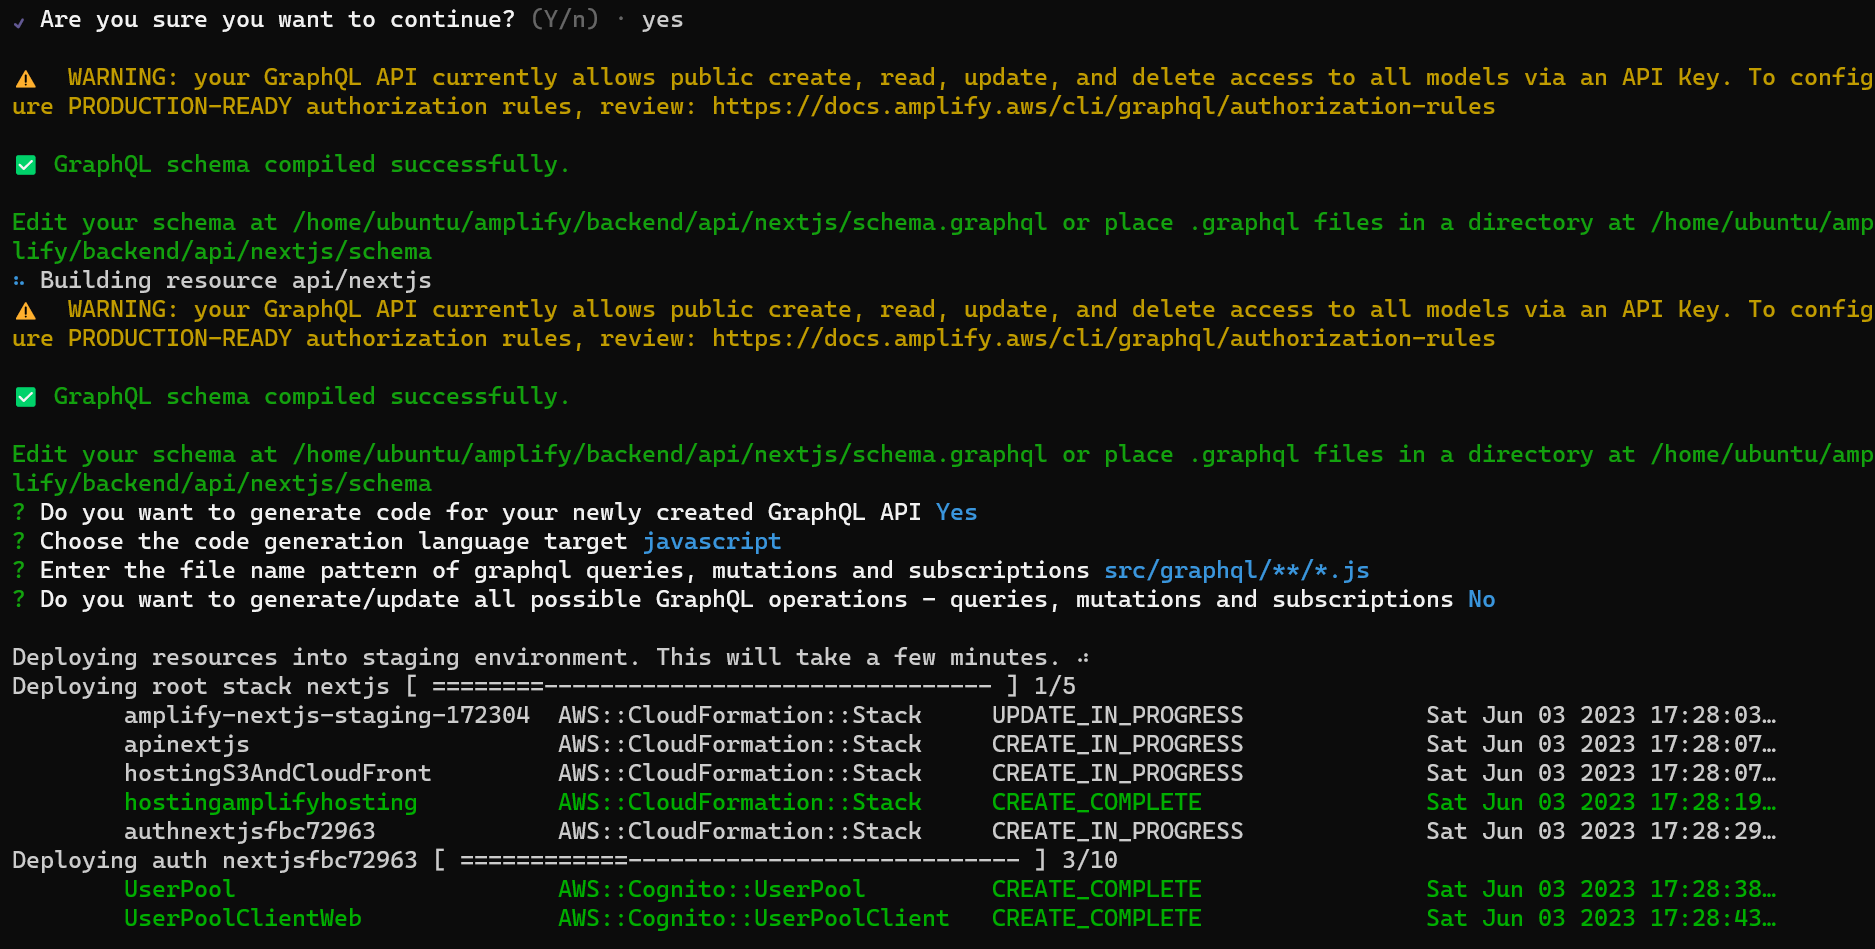 ✓ Are you sure you want to continue? (Y/n) · yes
⚠ WARNING: your GraphQL API currently allows public create, read, update, and delete access to all models via an API Key. To config
ure PRODUCTION-READY authorization rules, review: https://docs.amplify.aws/cli/graphql/authorization-rules
✅ GraphQL schema compiled successfully.
Edit your schema at /home/ubuntu/amplify/backend/api/nextjs/schema.graphql or place .graphql files in a directory at /home/ubuntu/amp
lify/backend/api/nextjs/schema
Building resource api/nextjs
⚠ WARNING: your GraphQL API currently allows public create, read, update, and delete access to all models via an API Key. To config
ure PRODUCTION-READY authorization rules, review: https://docs.amplify.aws/cli/graphql/authorization-rules
✅ GraphQL schema compiled successfully.
Edit your schema at /home/ubuntu/amplify/backend/api/nextjs/schema.graphql or place .graphql files in a directory at /home/ubuntu/amp
lify/backend/api/nextjs/schema
? Do you want to generate code for your newly created GraphQL API Yes
? Choose the code generation language target javascript
? Enter the file name pattern of graphql queries, mutations and subscriptions src/graphql/**/*.js
? Do you want to generate/update all possible GraphQL operations - queries, mutations and subscriptions No
Deploying resources into staging environment. This will take a few minutes.
Deploying root stack nextjs [ ========-------------------------------- ] 1/5
amplify-nextjs-staging-172304 AWS::CloudFormation::Stack UPDATE_IN_PROGRESS Sat Jun 03 2023 17:28:03…
apinextjs AWS::CloudFormation::Stack CREATE_IN_PROGRESS Sat Jun 03 2023 17:28:07…
hostingS3AndCloudFront AWS::CloudFormation::Stack CREATE_IN_PROGRESS Sat Jun 03 2023 17:28:07…
hostingamplifyhosting AWS::CloudFormation::Stack CREATE_COMPLETE Sat Jun 03 2023 17:28:19…
authnextjsfbc72963 AWS::CloudFormation::Stack CREATE_IN_PROGRESS Sat Jun 03 2023 17:28:29…
Deploying auth nextjsfbc72963 [ ============---------------------------- ] 3/10
UserPool AWS::Cognito::UserPool CREATE_COMPLETE Sat Jun 03 2023 17:28:38…
UserPoolClientWeb AWS::Cognito::UserPoolClient CREATE_COMPLETE Sat Jun 03 2023 17:28:43…